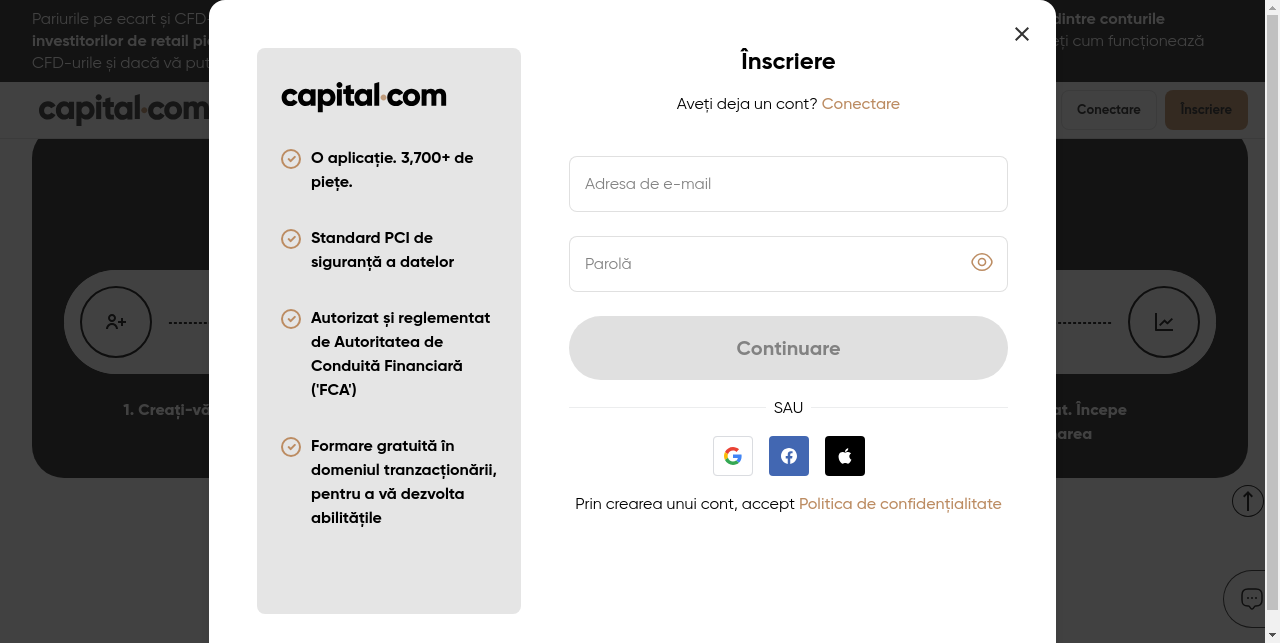 Pariurile pe ecart și CFD- dintre conturile
investitorilor de retail eți cum funcționează
CFD-urile și dacă vă
capital.com
Conectare
Înscriere
1. Creați-vă
at. Începe
area
capital.com
O aplicație. 3,700+ de
piețe.
Standard PCI de
siguranță a datelor
Autorizat și reglementat
de Autoritatea de
Conduită Financiară
('FCA')
Formare gratuită în
domeniul tranzacționării,
pentru a vă dezvolta
abilitățile
Înscriere
Aveți deja un cont? Conectare
Adresa de e-mail
Parolă
Continuare
SAU
Prin crearea unui cont, accept Politica de confidențialitate